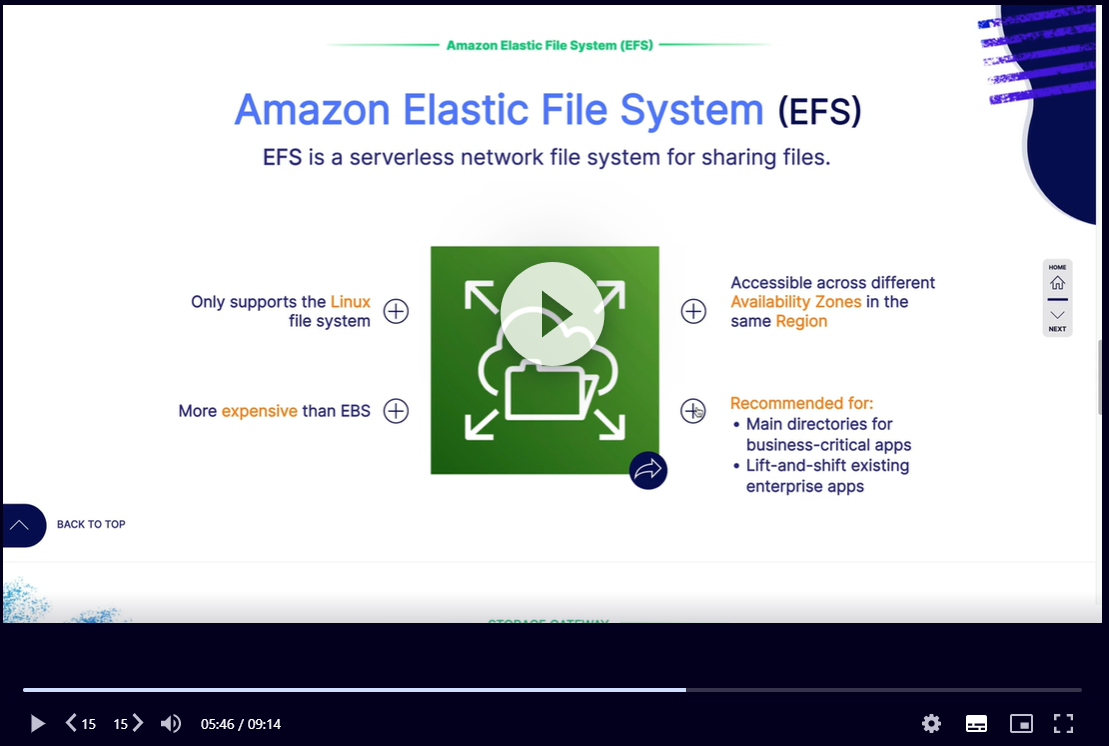 Amazon Elastic File System (EFS)
Amazon Elastic File System (EFS)
EFS is a serverless network file system for sharing files.
Only supports the Linux
file system
More expensive than EBS
Accessible across different
Availability Zones in the
same Region
Recommended for:
• Main directories for
business-critical apps
• Lift-and-shift existing
enterprise apps
HOME
NEXT
BACK TO TOP
STORAGE GATEWAY
15 15 05:46 / 09:14